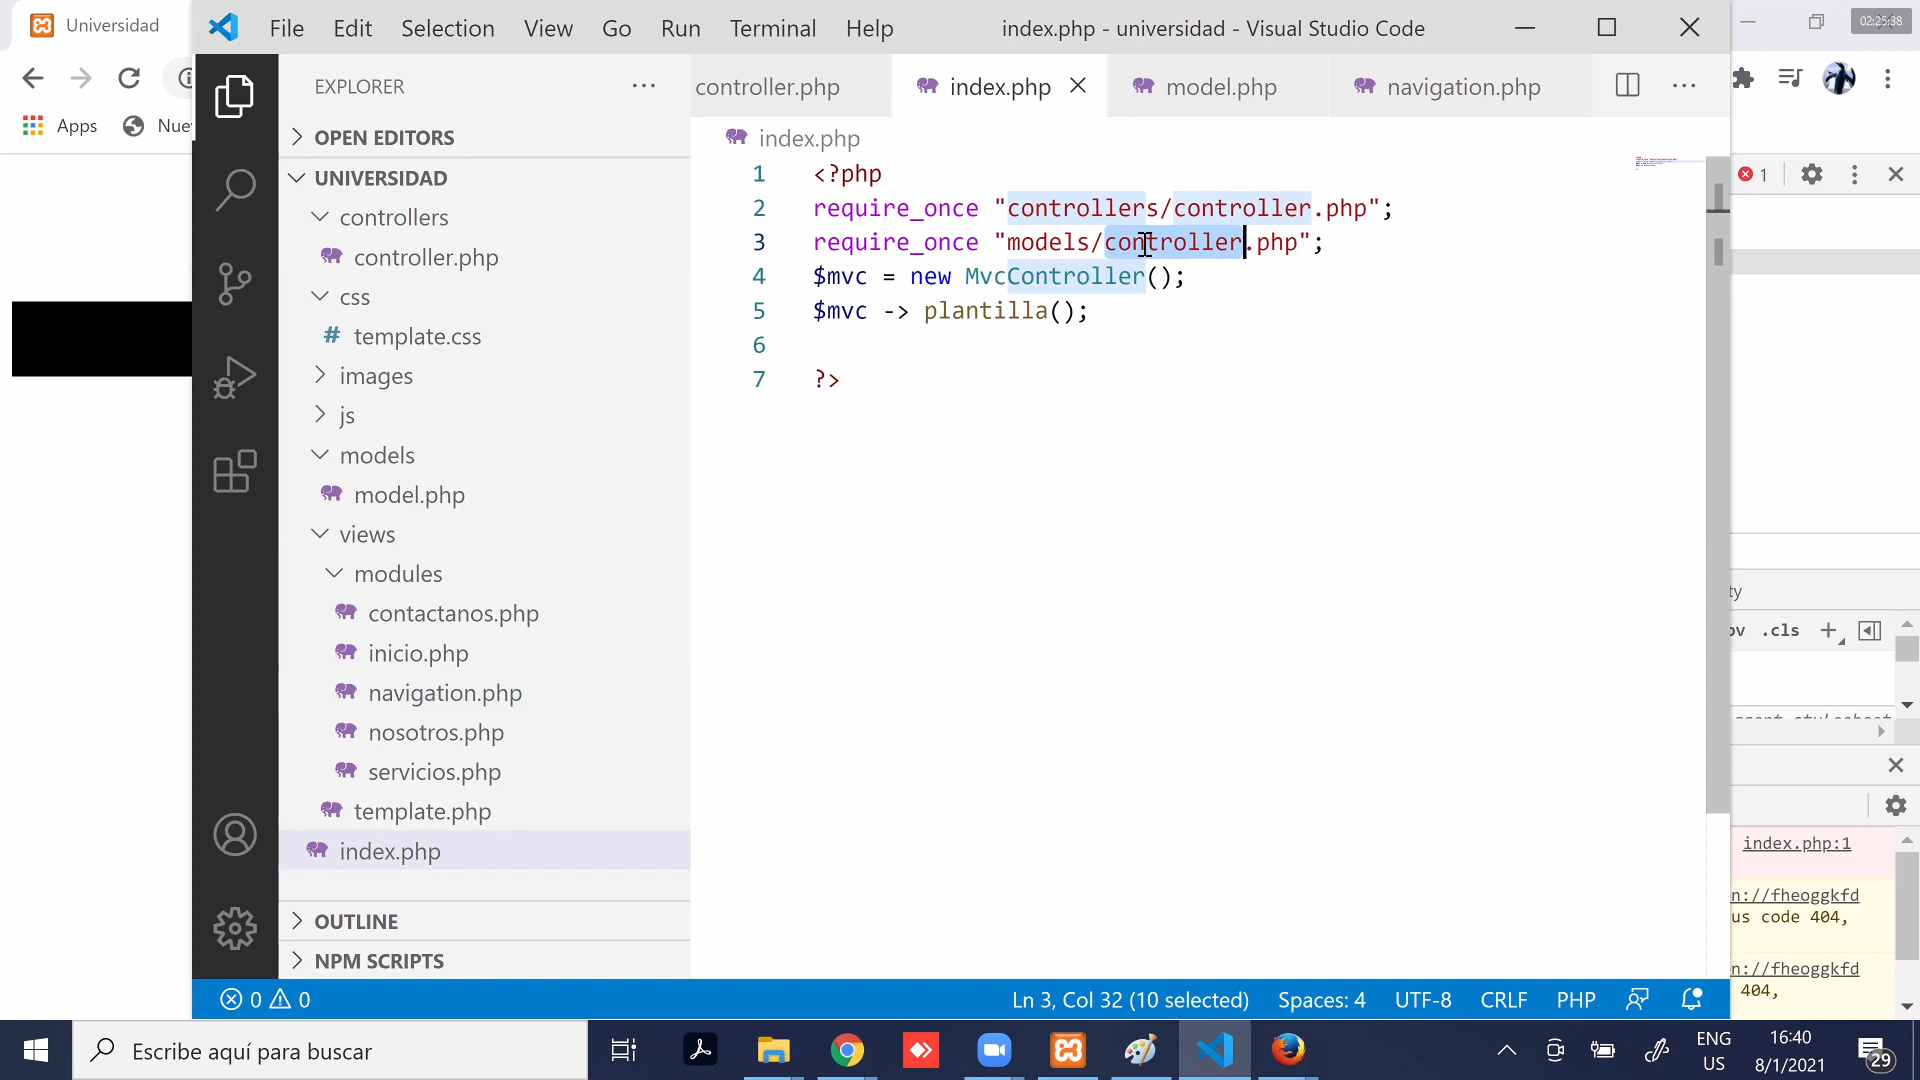 Universidad
File Edit Selection View Go Run Terminal Help
index.php - universidad - Visual Studio Code
02:25:38
Apps
EXPLORER
OPEN EDITORS
UNIVERSIDAD
controllers
controller.php
css
template.css
images
js
models
model.php
views
modules
contactanos.php
inicio.php
navigation.php
nosotros.php
servicios.php
template.php
index.php
OUTLINE
NPM SCRIPTS
controller.php index.php model.php navigation.php
index.php
1 <?php
2 require_once "controllers/controller.php";
3 require_once "models/controller.php";
4 $mvc = new MvcController();
5 $mvc -> plantilla();
6
7 ?>
1
.cls
index.php:1
n://fheoggkfd
us code 404,
n://fheoggkfd
404,
0 0
Ln 3, Col 32 (10 selected) Spaces: 4 UTF-8 CRLF PHP
Escribe aquí para buscar
ENG
US
16:40
8/1/2021
29